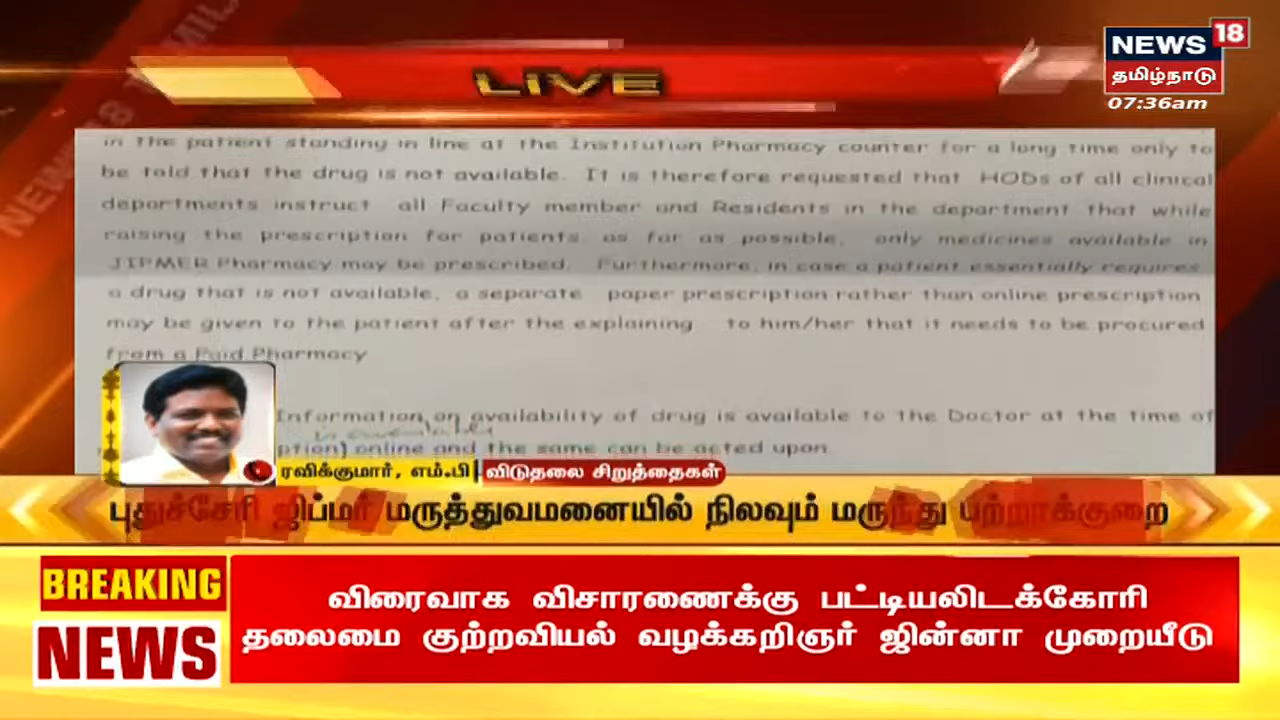 LIVE
NEWS 18
தமிழ்நாடு
07:36am
in the patient standing in line at the Institution Pharmacy counter for a long time only to
be told that the drug is not available. It is therefore requested that HODs of all clinical
departments instruct all Faculty member and Residents in the department that while
raising the prescription for patients, as far as possible, only medicines available in
JIPMER Pharmacy may be prescribed. Furthermore, in case a patient essentially requires
a drug that is not available, a separate paper prescription rather than online prescription
may be given to the patient after the explaining to him/her that it needs to be procured
from a Paid Pharmacy
Information on availability of drug is available to the Doctor at the time of
ption) online and the same can be acted upon.
ரவிக்குமார், எம்.பி விடுதலை சிறுத்தைகள்
புதுச்சேரி ஜிப்மர் மருத்துவமனையில் நிலவும் மருந்து பற்றாக்குறை
BREAKING
NEWS
விரைவாக விசாரணைக்கு பட்டியலிடக்கோரி
தலைமை குற்றவியல் வழக்கறிஞர் ஜின்னா முறையீடு